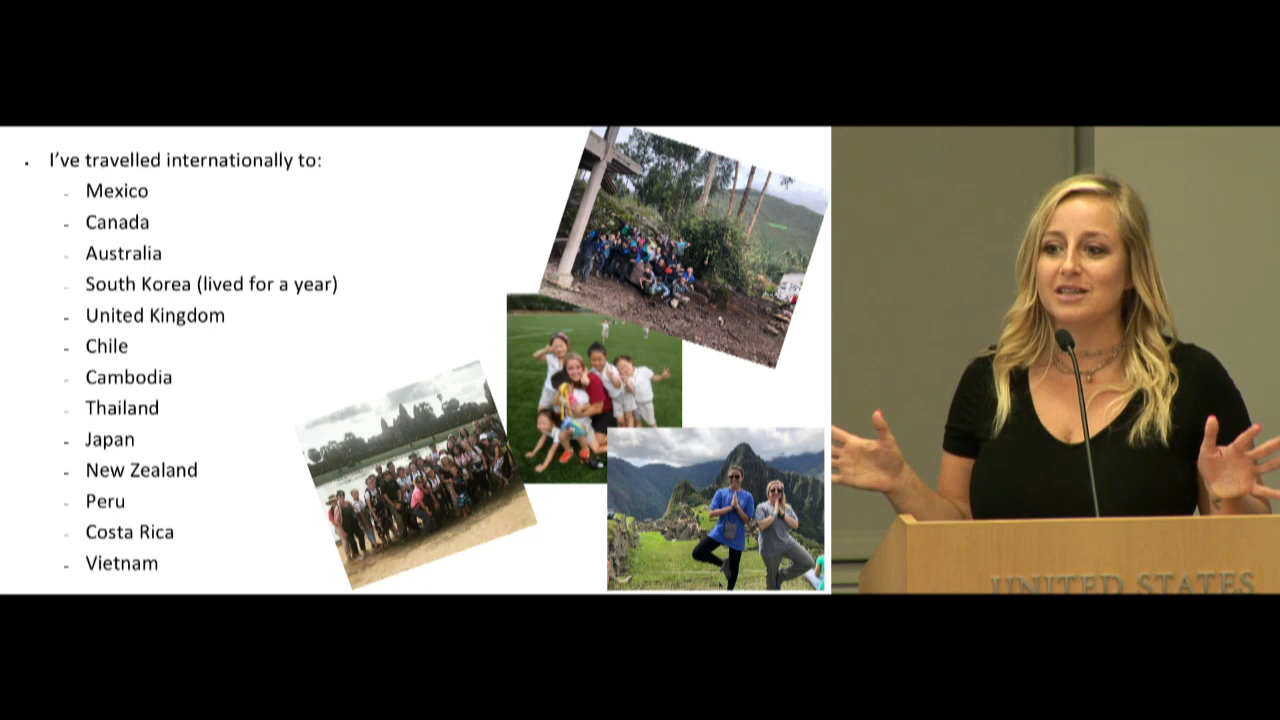 I've travelled internationally to:
Mexico
Canada
Australia
South Korea (lived for a year)
United Kingdom
Chile
Cambodia
Thailand
Japan
New Zealand
Peru
Costa Rica
Vietnam
UNITED STATES